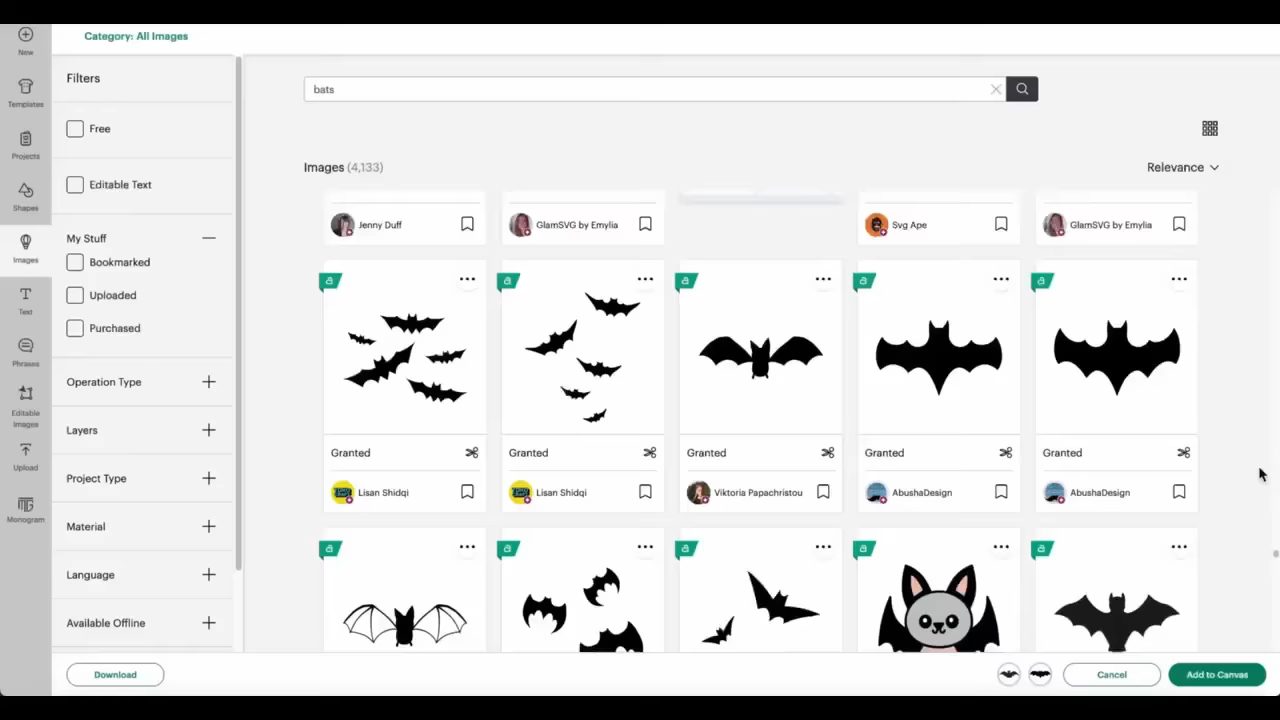 New
Category: All Images
Templates
Projects
Shapes
Images
Text
Phrases
Editable
Images
Upload
Monogram
Filters
Free
Editable Text
My Stuff
Bookmarked
Uploaded
Purchased
Operation Type
Layers
Project Type
Material
Language
Available Offline
bats
Images (4,133)
Relevance
Jenny Duff
GlamSVG by Emylia
Svg Ape
GlamSVG by Emylia
a a a a a
Granted Granted Granted Granted Granted
Lisan Shidqi
Lisan Shidqi
Viktoria Papachristou
AbushaDesign
AbushaDesign
a a a a a
Download
Cancel
Add to Canvas